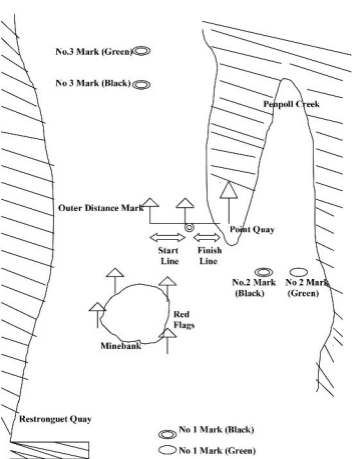 No.3 Mark (Green)
No 3 Mark (Black)
Penpoll Creek
Outer Distance Mark
Point Quay
Start
Line
Finish
Line
No.2 Mark
(Black)
No 2 Mark
(Green)
Red
Flags
Minebank
Restronguet Quay
No 1 Mark (Black)
No 1 Mark (Green)